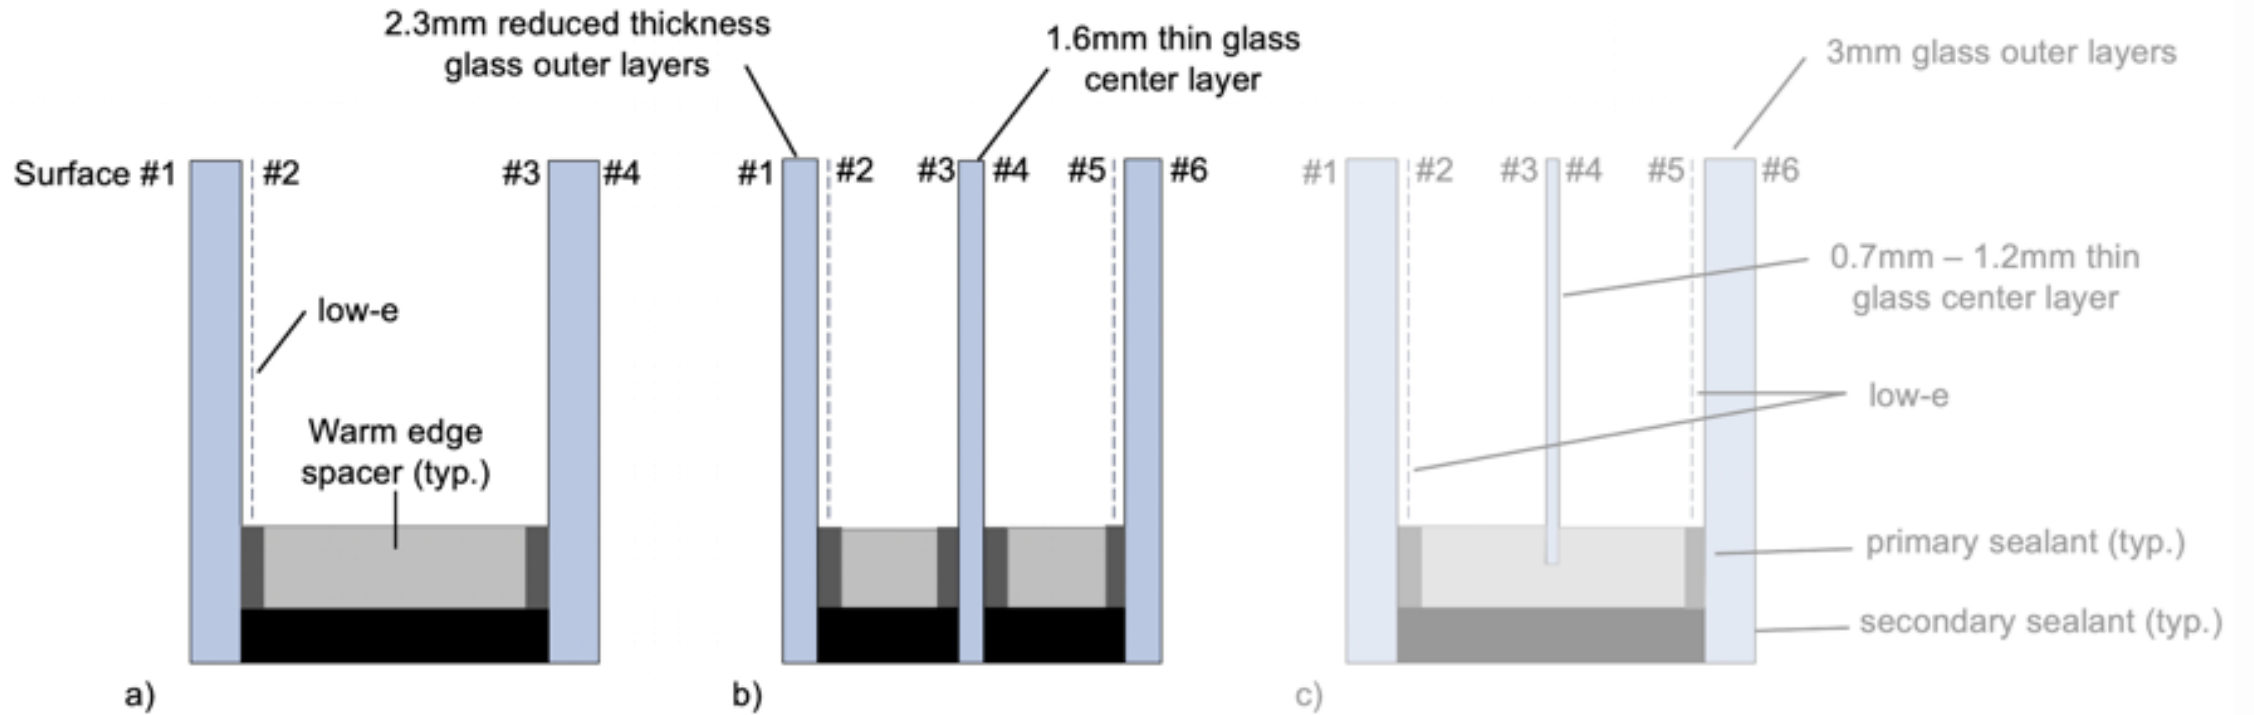 2.3mm reduced thickness
glass outer layers
1.6mm thin glass
center layer
3mm glass outer layers
Surface #1 #2 #3 #4
#1 #2 #3 #4 #5 #6
#1 #2 #3 #4 #5 #6
low-e
Warm edge
spacer (typ.)
0.7mm – 1.2mm thin
glass center layer
low-e
primary sealant (typ.)
secondary sealant (typ.)
a)
b)
c)